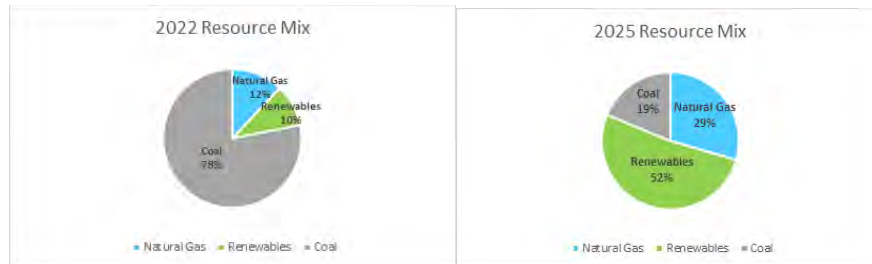 2022 Resource Mix
Natural Gas
12%
Renewables
10%
Coal
78%
Natural Gas Renewables Coal
2025 Resource Mix
Coal
19%
Natural Gas
29%
Renewables
52%
Natural Gas Renewables Coal